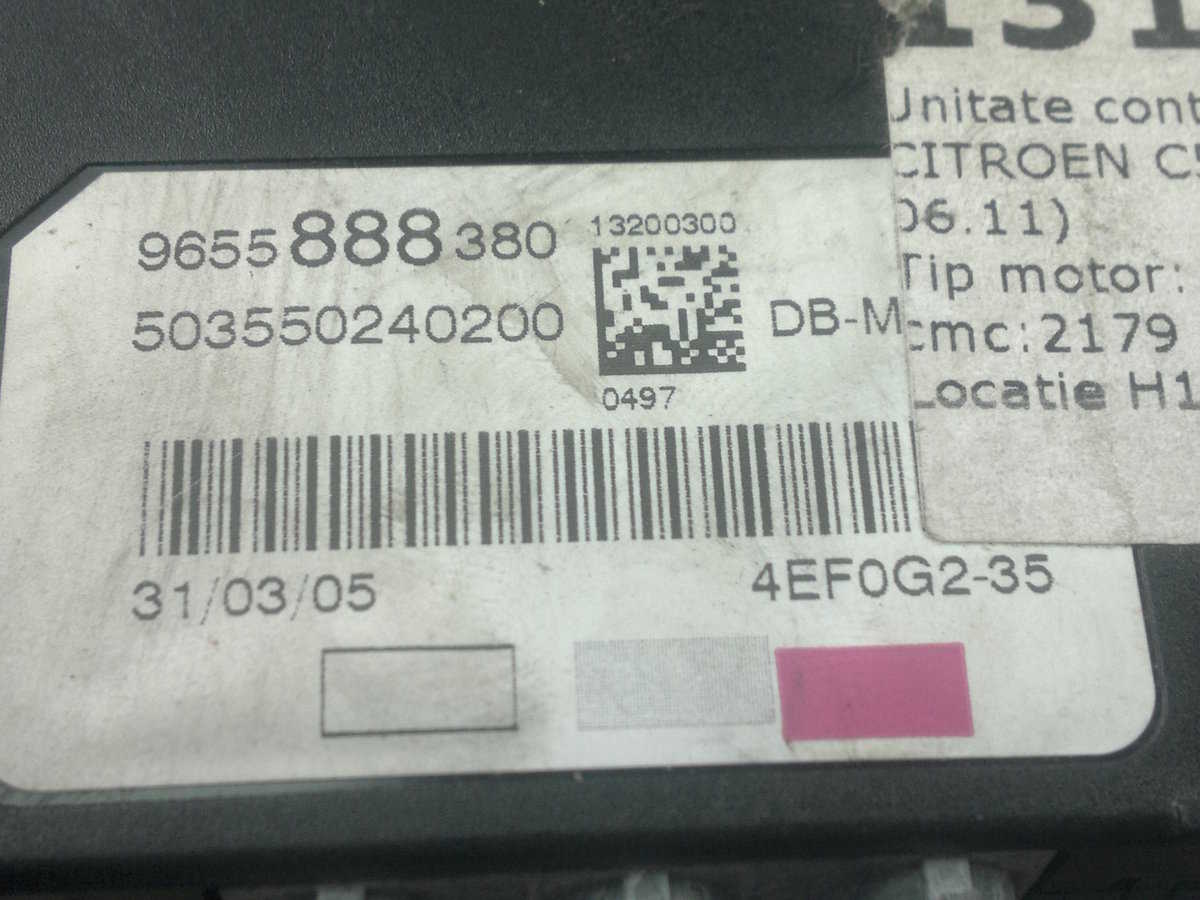 131
Unitate cont
CITROEN C5
06.11)
Tip motor:
cmc:2179
Locatie H1
9655888380
13200300
503550240200
DB-M
0497
31/03/05
4EF0G2-35